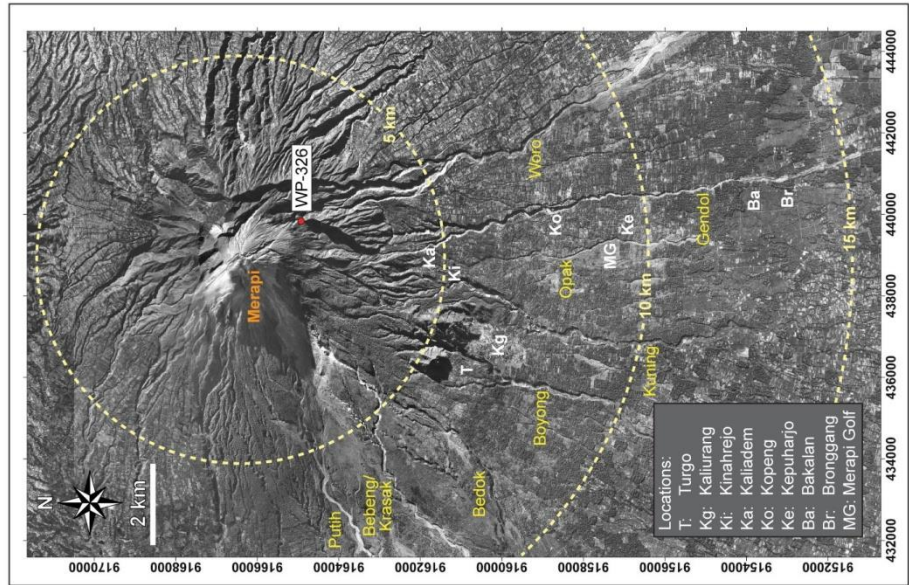 N
2 km
9170000
9168000
9166000
9164000
9162000
9160000
9158000
9156000
9154000
9152000
432000
434000
436000
438000
440000
442000
444000
5 km
10 km
15 km
WP-326
Merapi
Putih
Bebeng/
Krasak
Bedok
Boyong
Kuning
Opak
Gendol
Woro
Ka
Ki
Kg
T
Ko
MG
Ke
Ba
Br
Locations:
T: Turgo
Kg: Kaliurang
Ki: Kinahrejo
Ka: Kaliadem
Ko: Kopeng
Ke: Kepuharjo
Ba: Bakalan
Br: Bronggang
MG: Merapi Golf